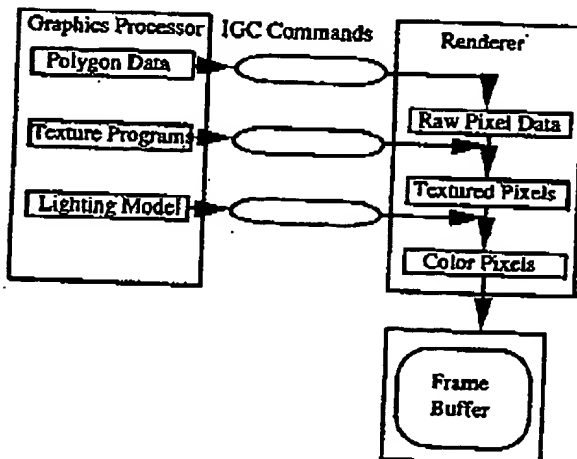 Graphics Processor
IGC Commands
Renderer
Polygon Data
Raw Pixel Data
Texture Programs
Textured Pixels
Lighting Model
Color Pixels
Frame
Buffer